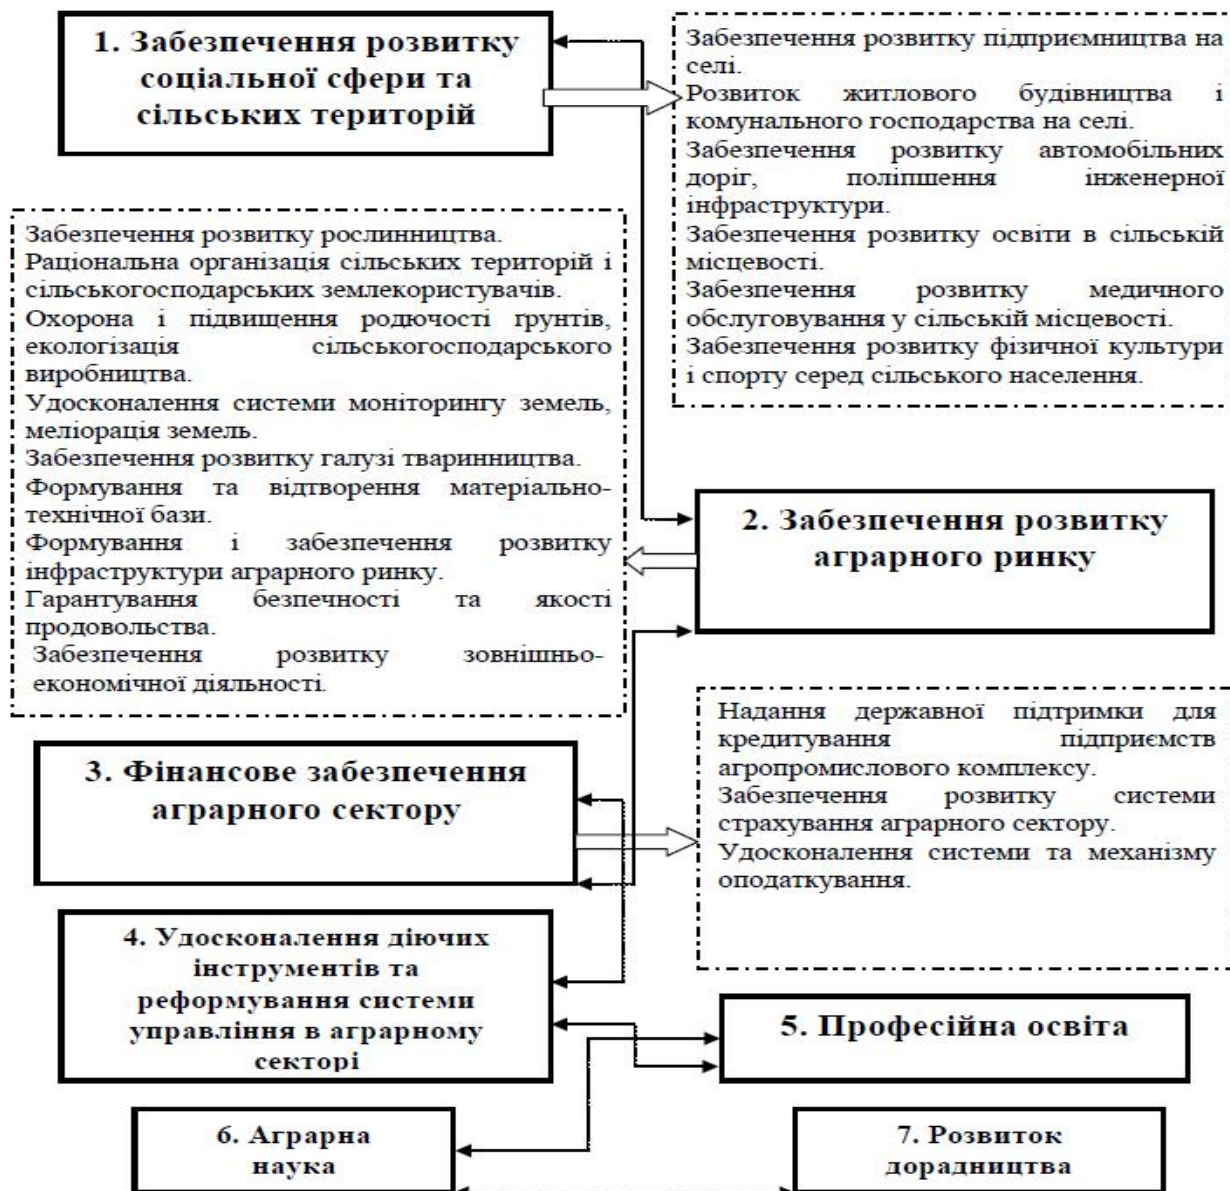 1. Забезпечення розвитку
соціальної сфери та
сільських територій
Забезпечення розвитку підприємництва на
селі.
Розвиток житлового будівництва і
комунального господарства на селі.
Забезпечення розвитку автомобільних
доріг, поліпшення інженерної
інфраструктури.
Забезпечення розвитку освіти в сільській
місцевості.
Забезпечення розвитку медичного
обслуговування у сільській місцевості.
Забезпечення розвитку фізичної культури
і спорту серед сільського населення.
Забезпечення розвитку рослинництва.
Раціональна організація сільських територій і
сільськогосподарських землекористувачів.
Охорона і підвищення родючості ґрунтів,
екологізація сільськогосподарського
виробництва.
Удосконалення системи моніторингу земель,
меліорація земель.
Забезпечення розвитку галузі тваринництва.
Формування та відтворення матеріально-
технічної бази.
Формування і забезпечення розвитку
інфраструктури аграрного ринку.
Гарантування безпечності та якості
продовольства.
Забезпечення розвитку зовнішньо-
економічної діяльності.
2. Забезпечення розвитку
аграрного ринку
3. Фінансове забезпечення
аграрного сектору
Надання державної підтримки для
кредитування підприємств
агропромислового комплексу.
Забезпечення розвитку системи
страхування аграрного сектору.
Удосконалення системи та механізму
оподаткування.
4. Удосконалення діючих
інструментів та
реформування системи
управління в аграрному
секторі
5. Професійна освіта
6. Аграрна
наука
7. Розвиток
дорадництва